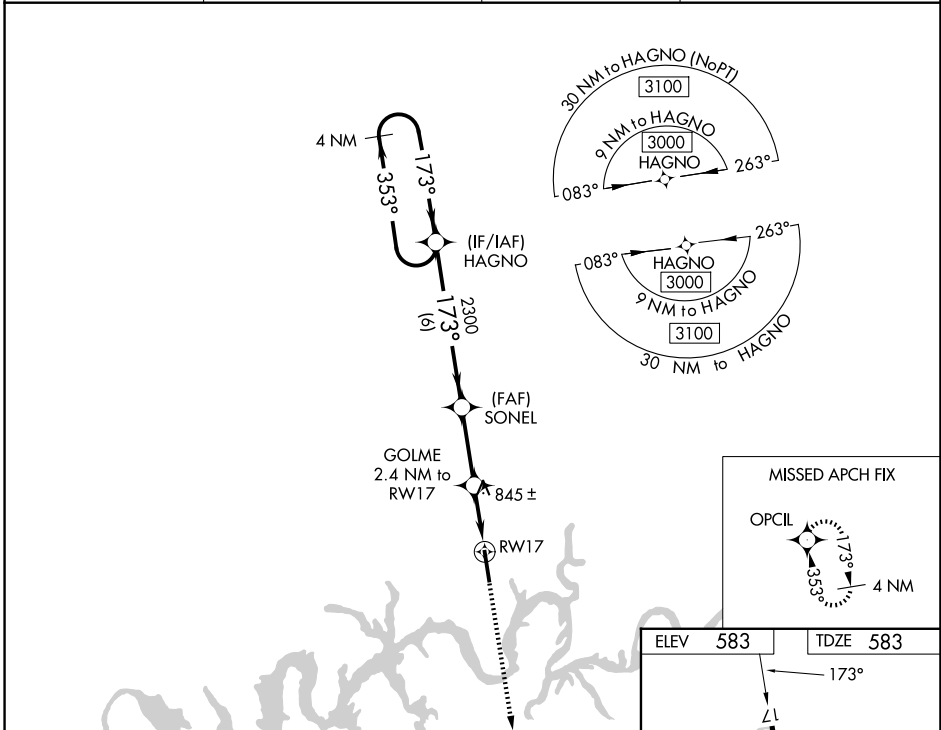 30 NM to HAGNO (NoPT)
3100
9 NM to HAGNO
3000
HAGNO
083°
263°
4 NM
173°
353°
(IF/IAF)
HAGNO
083°
263°
HAGNO
3000
9 NM to HAGNO
3100
30 NM to HAGNO
2300
173°
(6)
(FAF)
SONEL
GOLME
2.4 NM to
RW17
845 ±
RW17
MISSED APCH FIX
OPCIL
173°
353°
4 NM
ELEV 583
TDZE 583
173°
17